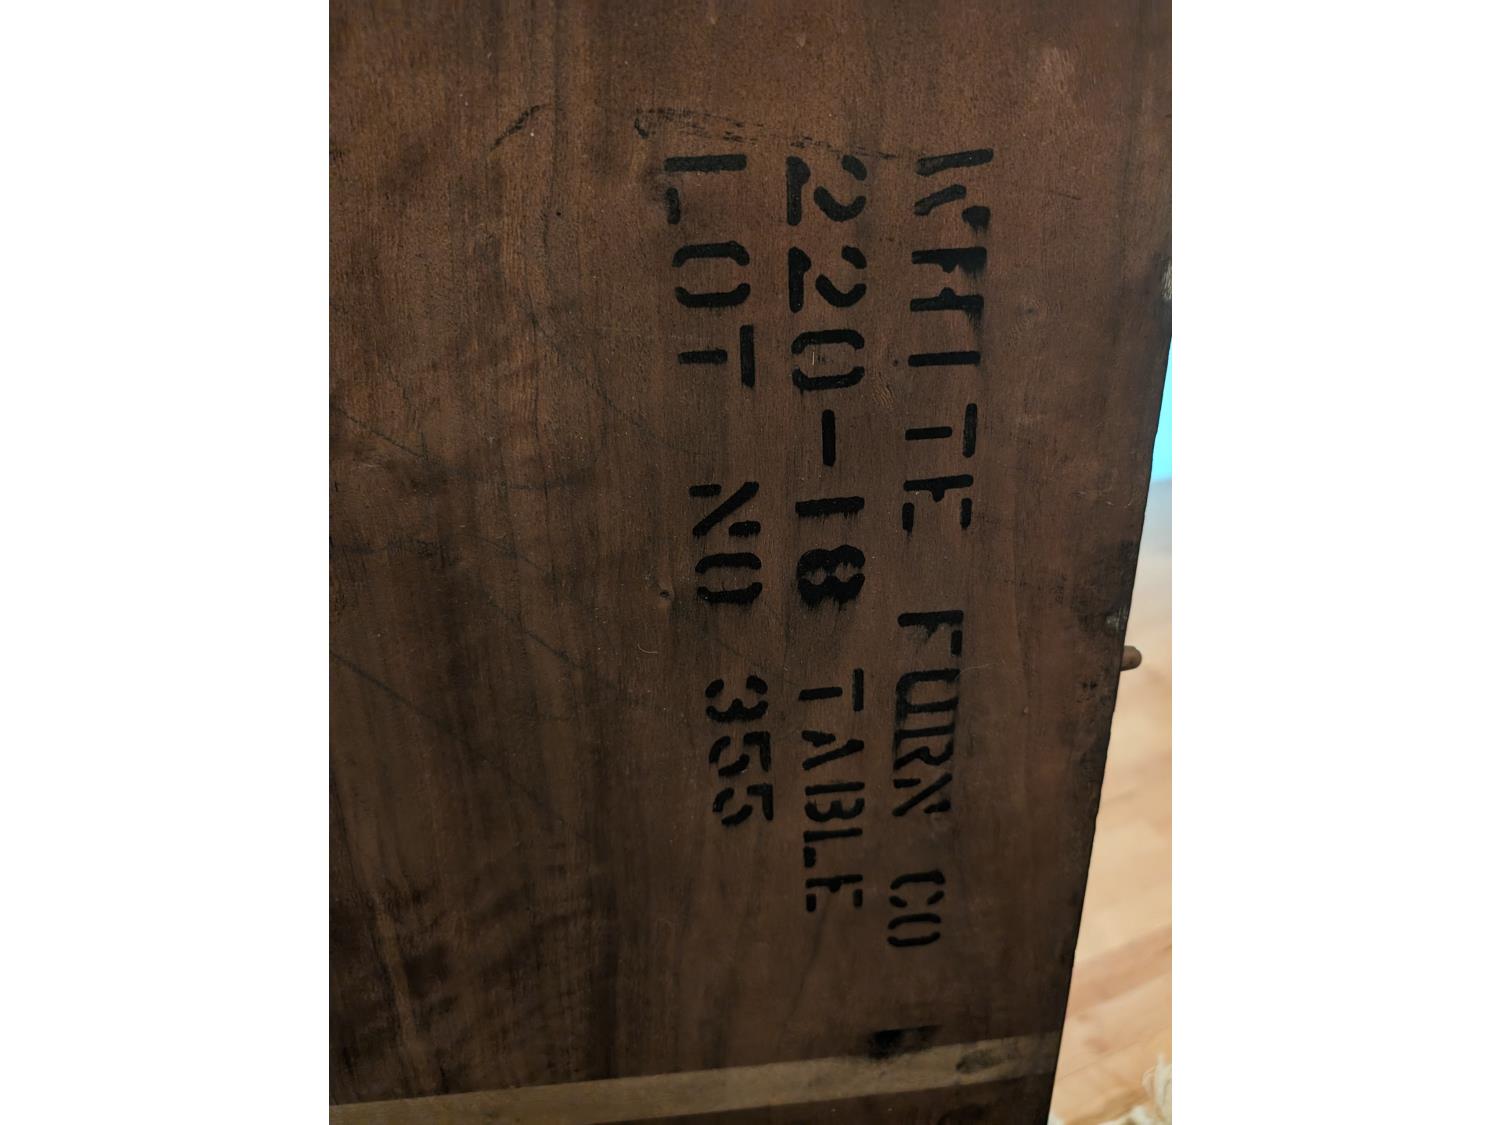 WHITE FURN CO
220-18 TABLE
LOT NO 355